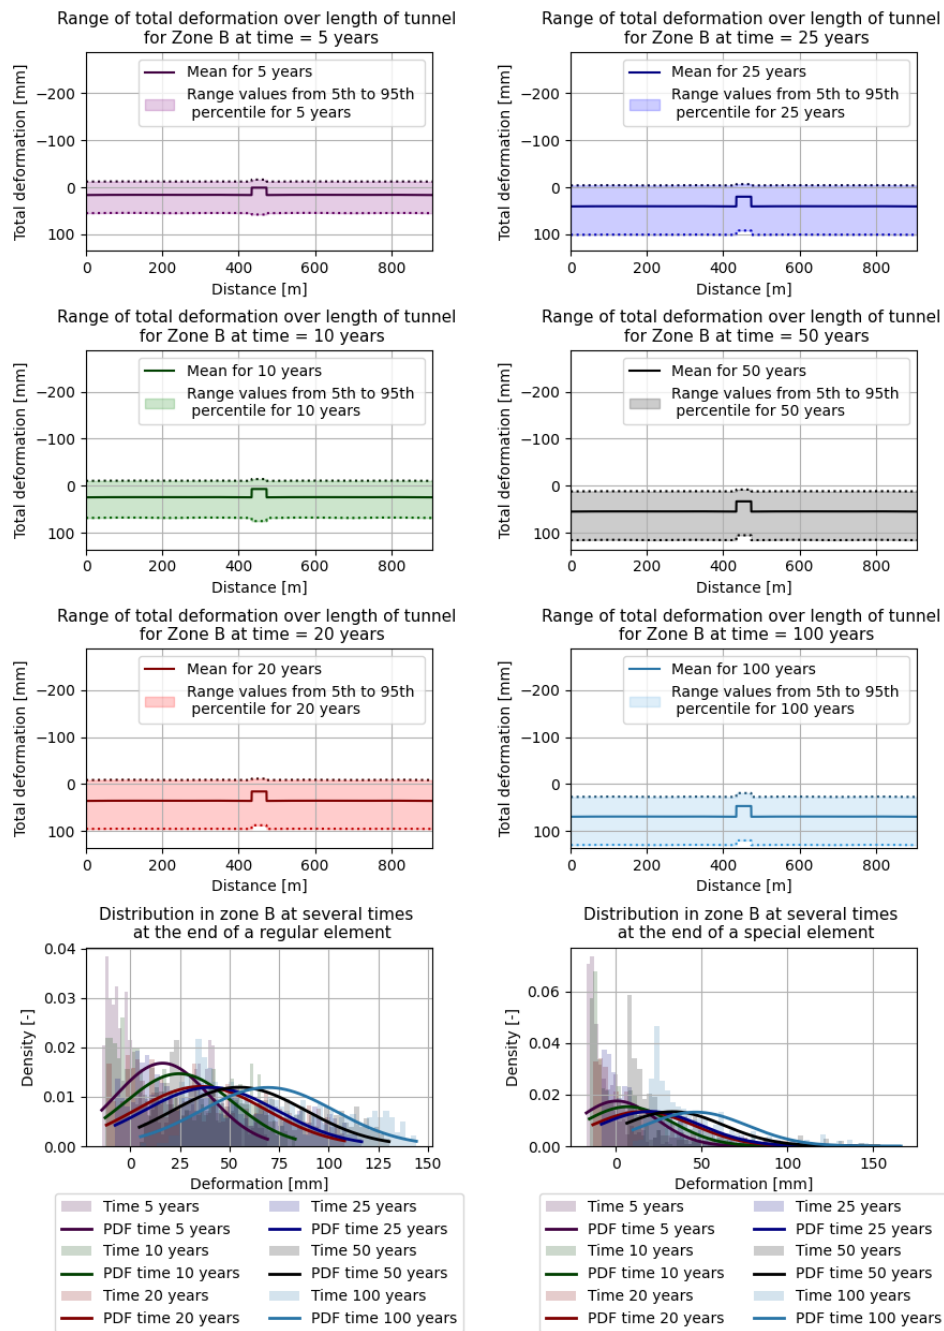 Range of total deformation over length of tunnel
for Zone B at time = 5 years
Mean for 5 years
Range values from 5th to 95th
percentile for 5 years
Total deformation [mm]
−200
−100
0
100
0 200 400 600 800
Distance [m]
Range of total deformation over length of tunnel
for Zone B at time = 25 years
Mean for 25 years
Range values from 5th to 95th
percentile for 25 years
Total deformation [mm]
−200
−100
0
100
0 200 400 600 800
Distance [m]
Range of total deformation over length of tunnel
for Zone B at time = 10 years
Mean for 10 years
Range values from 5th to 95th
percentile for 10 years
Total deformation [mm]
−200
−100
0
100
0 200 400 600 800
Distance [m]
Range of total deformation over length of tunnel
for Zone B at time = 50 years
Mean for 50 years
Range values from 5th to 95th
percentile for 50 years
Total deformation [mm]
−200
−100
0
100
0 200 400 600 800
Distance [m]
Range of total deformation over length of tunnel
for Zone B at time = 20 years
Mean for 20 years
Range values from 5th to 95th
percentile for 20 years
Total deformation [mm]
−200
−100
0
100
0 200 400 600 800
Distance [m]
Range of total deformation over length of tunnel
for Zone B at time = 100 years
Mean for 100 years
Range values from 5th to 95th
percentile for 100 years
Total deformation [mm]
−200
−100
0
100
0 200 400 600 800
Distance [m]
Distribution in zone B at several times
at the end of a regular element
Density [-]
0.04
0.03
0.02
0.01
0.00
0 25 50 75 100 125 150
Deformation [mm]
Time 5 years
PDF time 5 years
Time 10 years
PDF time 10 years
Time 20 years
PDF time 20 years
Time 25 years
PDF time 25 years
Time 50 years
PDF time 50 years
Time 100 years
PDF time 100 years
Distribution in zone B at several times
at the end of a special element
Density [-]
0.06
0.04
0.02
0.00
0 50 100 150
Deformation [mm]
Time 5 years
PDF time 5 years
Time 10 years
PDF time 10 years
Time 20 years
PDF time 20 years
Time 25 years
PDF time 25 years
Time 50 years
PDF time 50 years
Time 100 years
PDF time 100 years